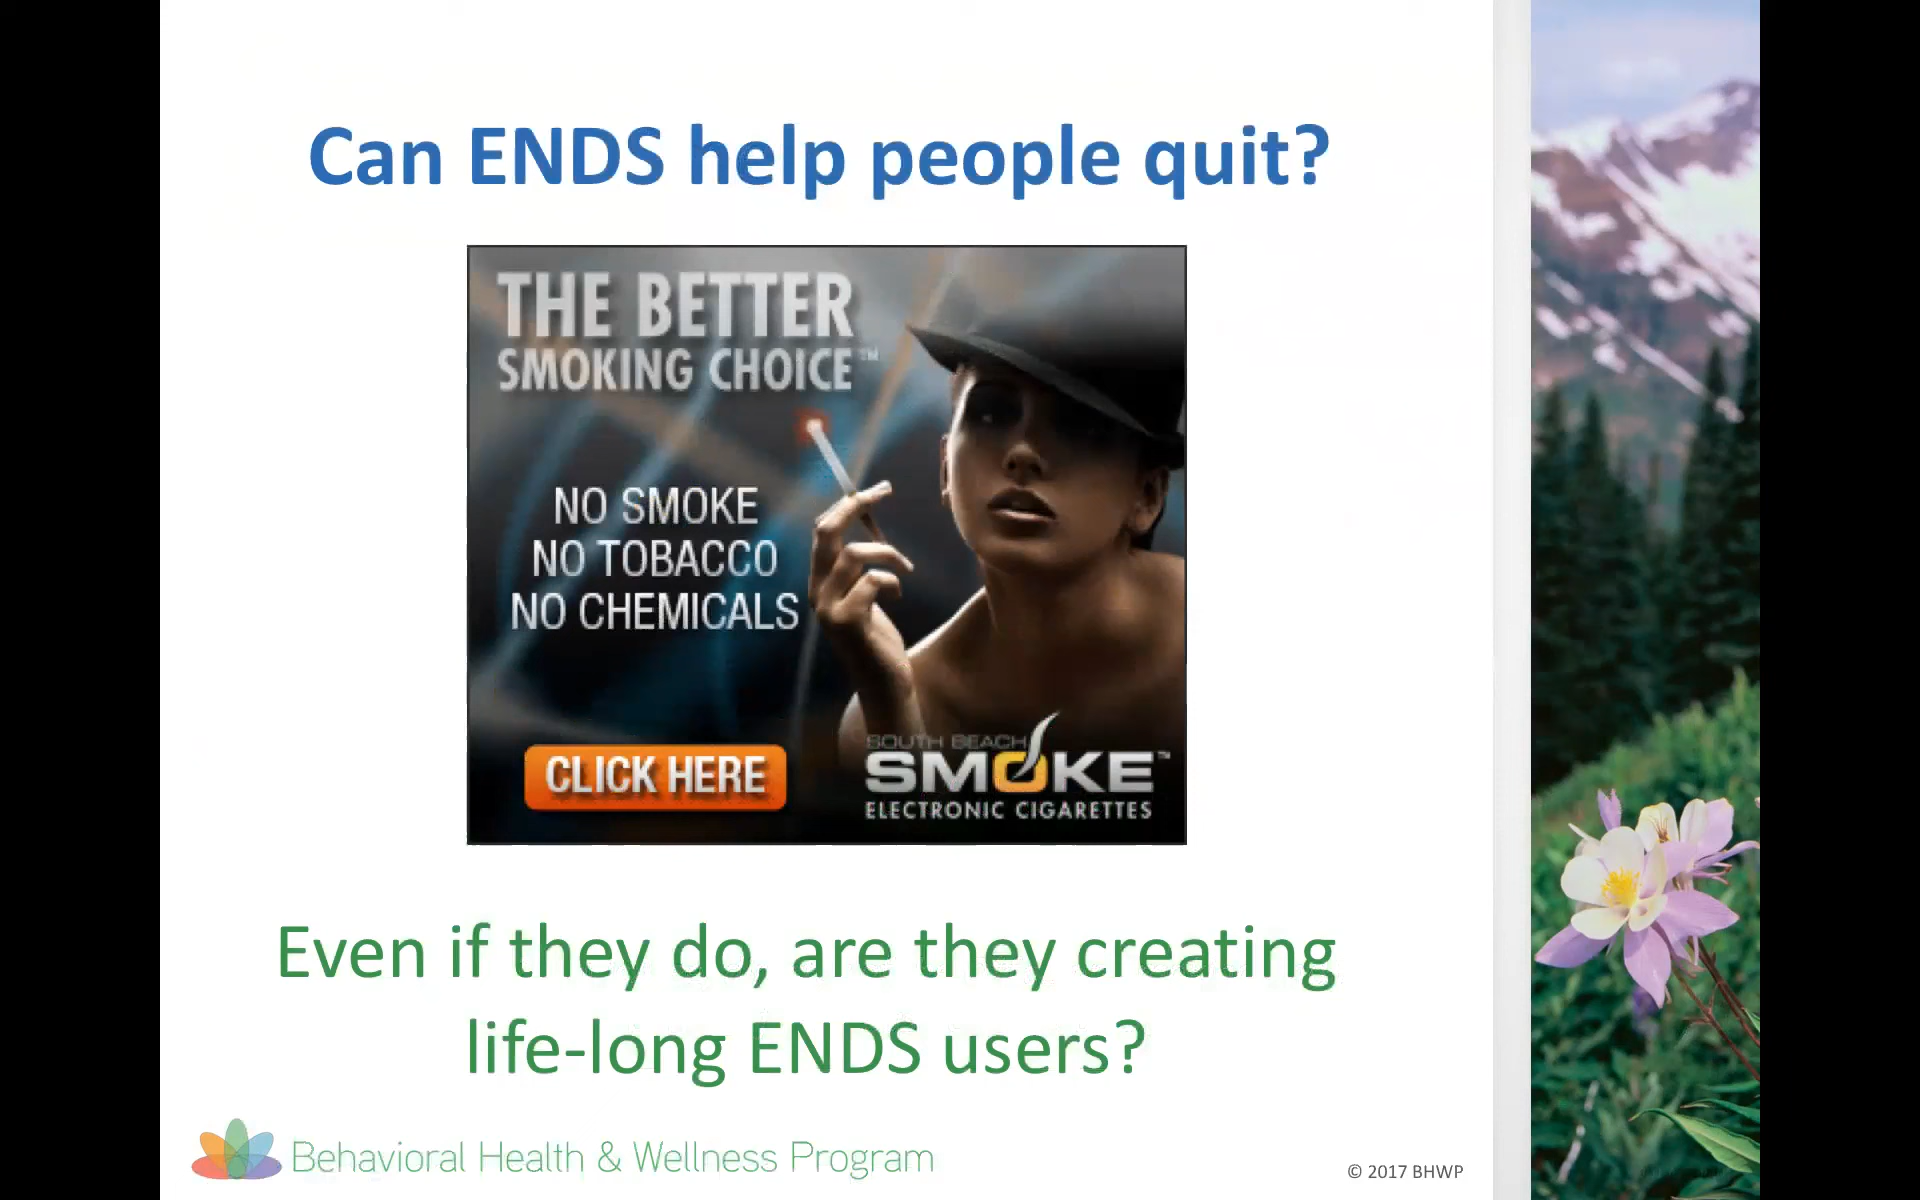 Can ENDS help people quit?
THE BETTER
SMOKING CHOICE™
NO SMOKE
NO TOBACCO
NO CHEMICALS
CLICK HERE
SOUTH BEACH
SMOKE™
ELECTRONIC CIGARETTES
Even if they do, are they creating
life-long ENDS users?
Behavioral Health & Wellness Program
© 2017 BHWP